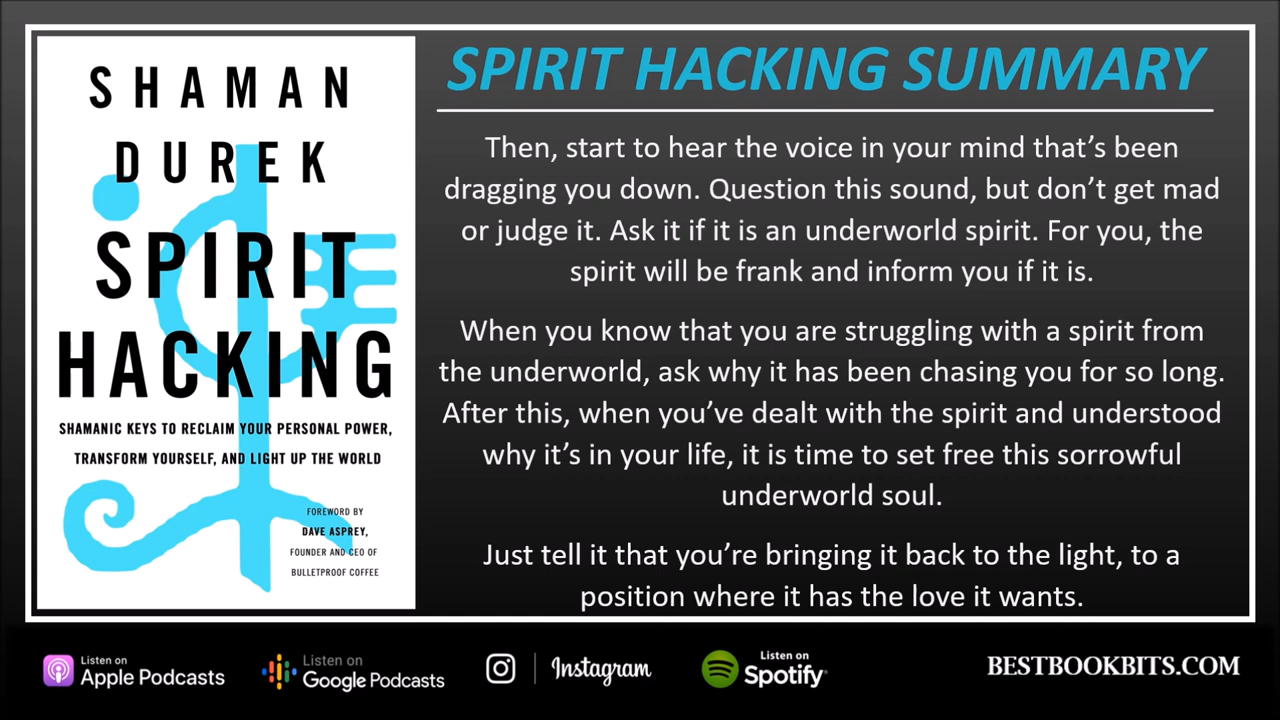 SHAMAN
DUREK
SPIRIT
HACKING
SHAMANIC KEYS TO RECLAIM YOUR PERSONAL POWER,
TRANSFORM YOURSELF, AND LIGHT UP THE WORLD
FOREWORD BY
DAVE ASPREY,
FOUNDER AND CEO OF
BULLETPROOF COFFEE
SPIRIT HACKING SUMMARY
Then, start to hear the voice in your mind that’s been
dragging you down. Question this sound, but don’t get mad
or judge it. Ask it if it is an underworld spirit. For you, the
spirit will be frank and inform you if it is.
When you know that you are struggling with a spirit from
the underworld, ask why it has been chasing you for so long.
After this, when you’ve dealt with the spirit and understood
why it’s in your life, it is time to set free this sorrowful
underworld soul.
Just tell it that you’re bringing it back to the light, to a
position where it has the love it wants.
Listen on
Apple Podcasts
Listen on
Google Podcasts
Instagram
Listen on
Spotify
BESTBOOKBITS.COM